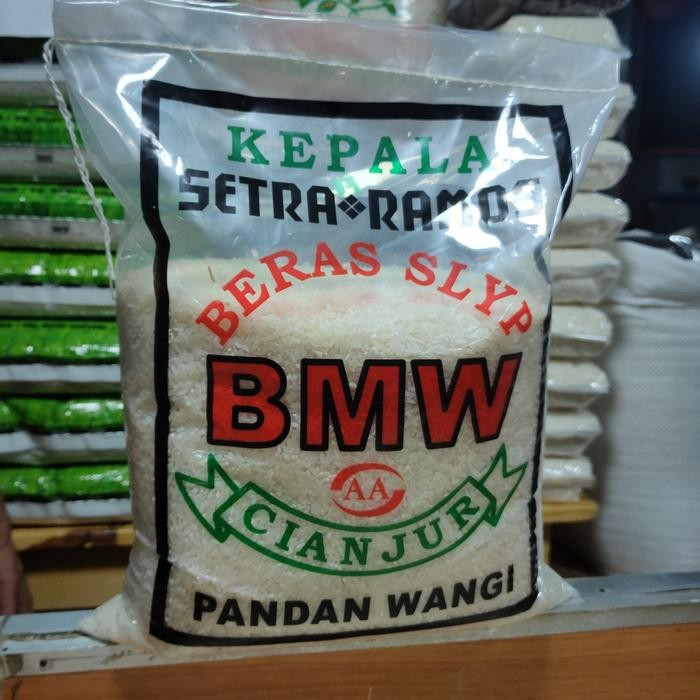 KEPALA
SETRA❖RAMOS
BERAS SLYP
BMW
AA
CIANJUR
PANDAN WANGI